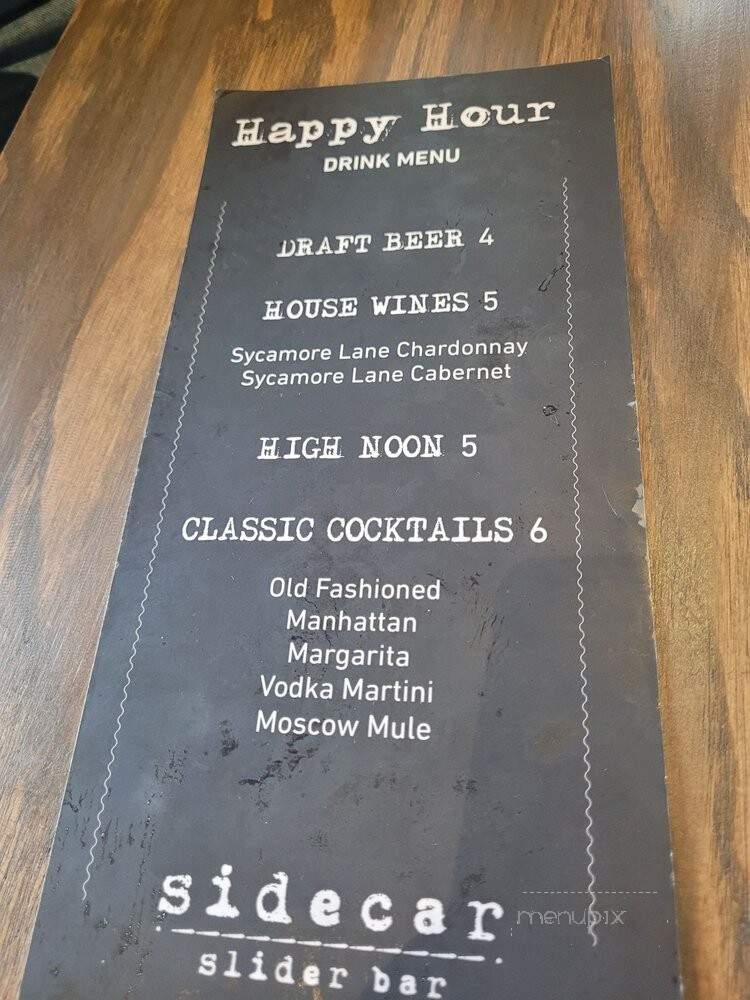 Happy Hour
DRINK MENU
DRAFT BEER 4
HOUSE WINES 5
Sycamore Lane Chardonnay
Sycamore Lane Cabernet
HIGH NOON 5
CLASSIC COCKTAILS 6
Old Fashioned
Manhattan
Margarita
Vodka Martini
Moscow Mule
sidecar
slider bar
menupix